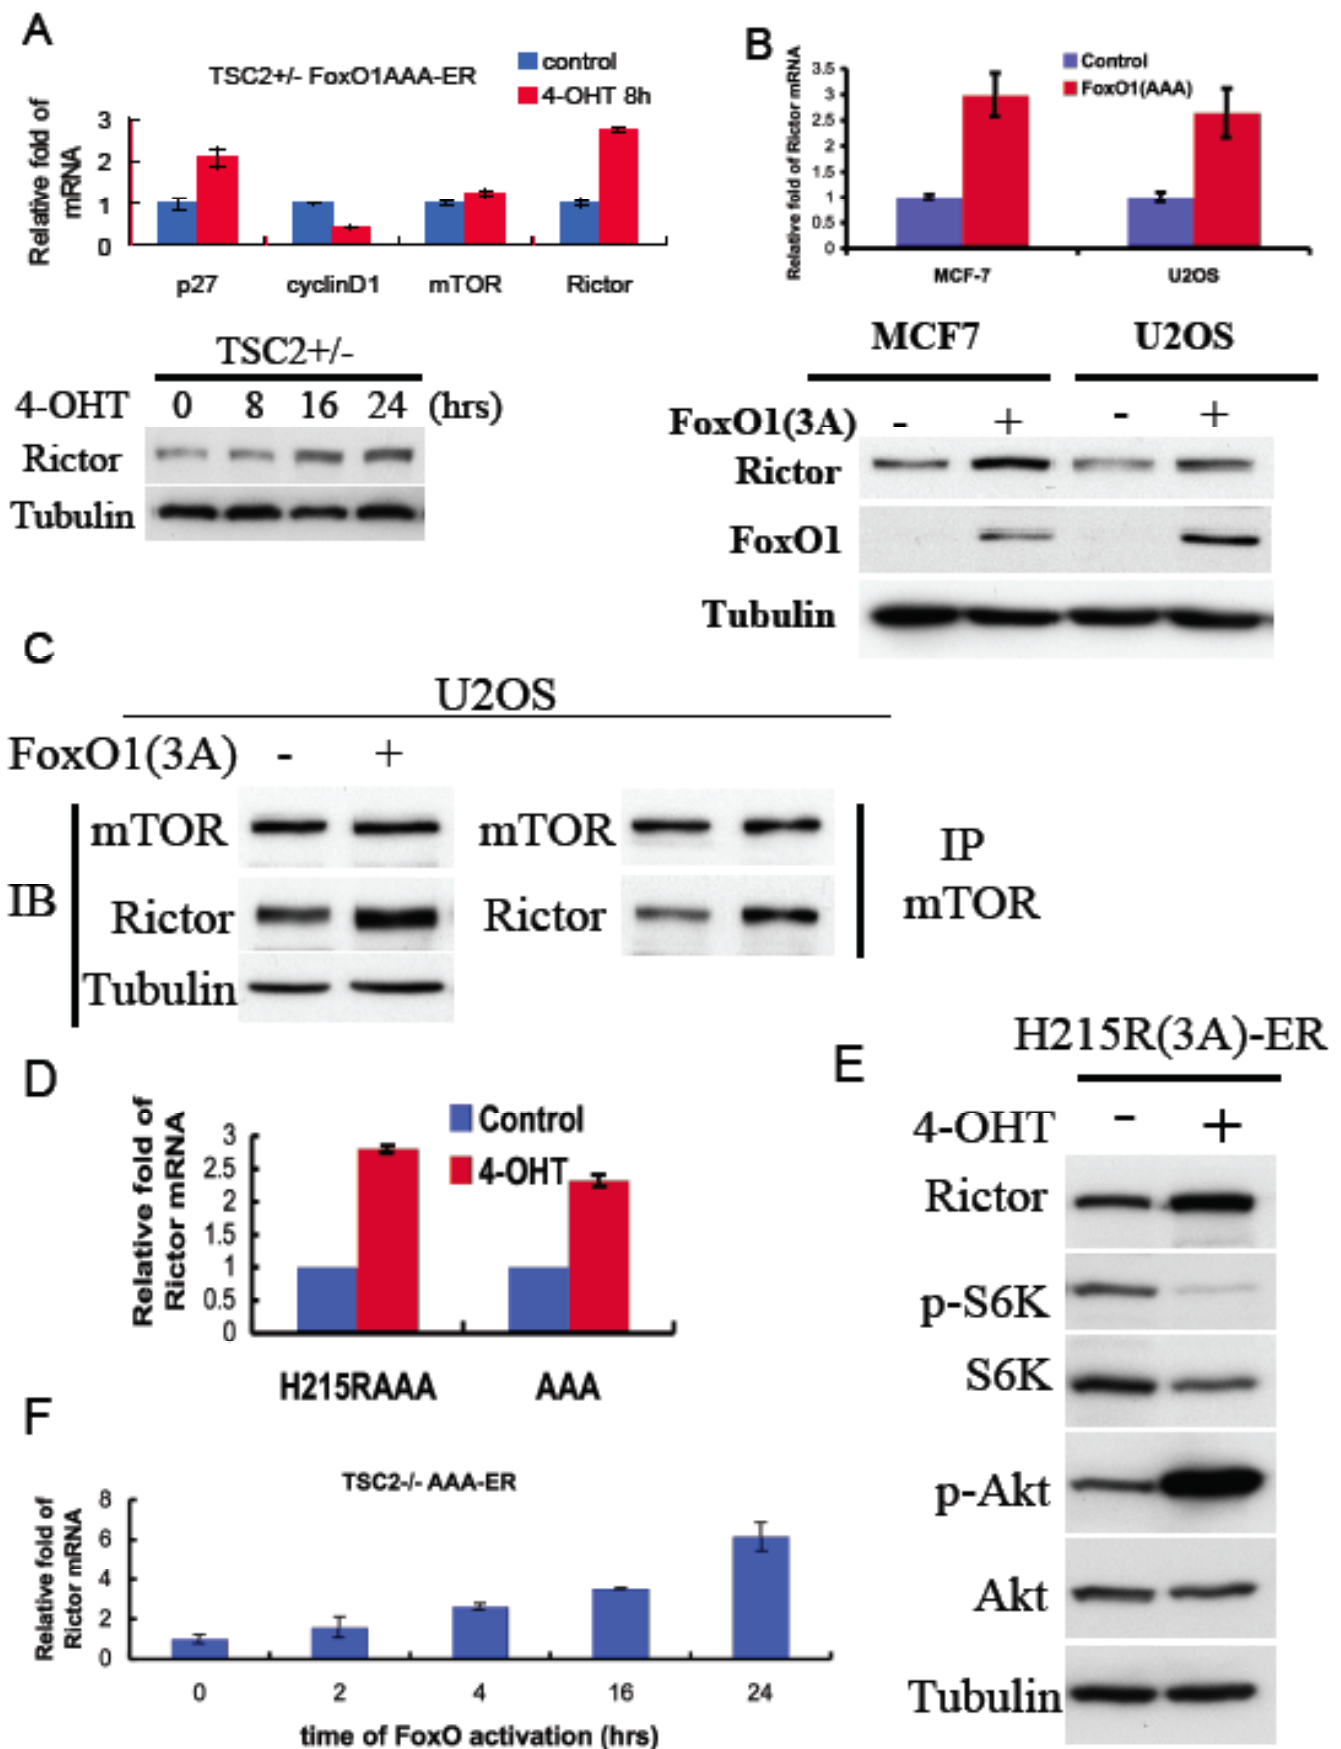 A
TSC2+/- FoxO1AAA-ER
control
4-OHT 8h
Relative fold of
mRNA
3
2
1
0
p27 cyclinD1 mTOR Rictor
TSC2+/-
4-OHT 0 8 16 24 (hrs)
Rictor
Tubulin
B
Control
FoxO1(AAA)
Relative fold of Rictor mRNA
3.5
3
2.5
2
1.5
1
0.5
0
MCF-7 U2OS
MCF7 U2OS
FoxO1(3A) - + - +
Rictor
FoxO1
Tubulin
C
U2OS
FoxO1(3A) - +
IB
mTOR
Rictor
Tubulin
mTOR
Rictor
IP
mTOR
D
Control
4-OHT
Relative fold of
Rictor mRNA
3
2.5
2
1.5
1
0.5
0
H215RAAA AAA
E
H215R(3A)-ER
4-OHT - +
Rictor
p-S6K
S6K
p-Akt
Akt
Tubulin
F
TSC2-/- AAA-ER
Relative fold of
Rictor mRNA
8
6
4
2
0
0 2 4 16 24
time of FoxO activation (hrs)